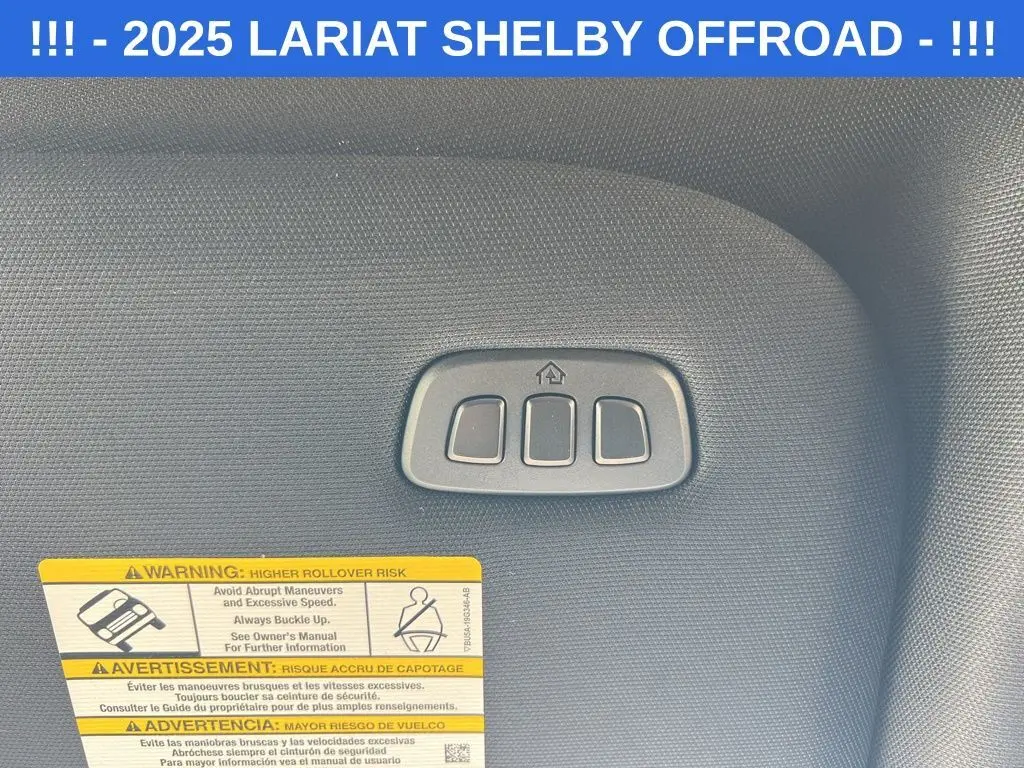 !!! - 2025 LARIAT SHELBY OFFROAD - !!!
WARNING: HIGHER ROLLOVER RISK
Avoid Abrupt Maneuvers
and Excessive Speed.
Always Buckle Up.
See Owner's Manual
For Further Information
7BU5A-19G346-AB
AVERTISSEMENT: RISQUE ACCRU DE CAPOTAGE
Éviter les manoeuvres brusques et les vitesses excessives.
Toujours boucler sa ceinture de sécurité.
Consulter le Guide du propriétaire pour de plus amples renseignements.
ADVERTENCIA: MAYOR RIESGO DE VUELCO
Evite las maniobras bruscas y las velocidades excesivas
Abróchese siempre el cinturón de seguridad
Para mayor información vea el manual de usuario